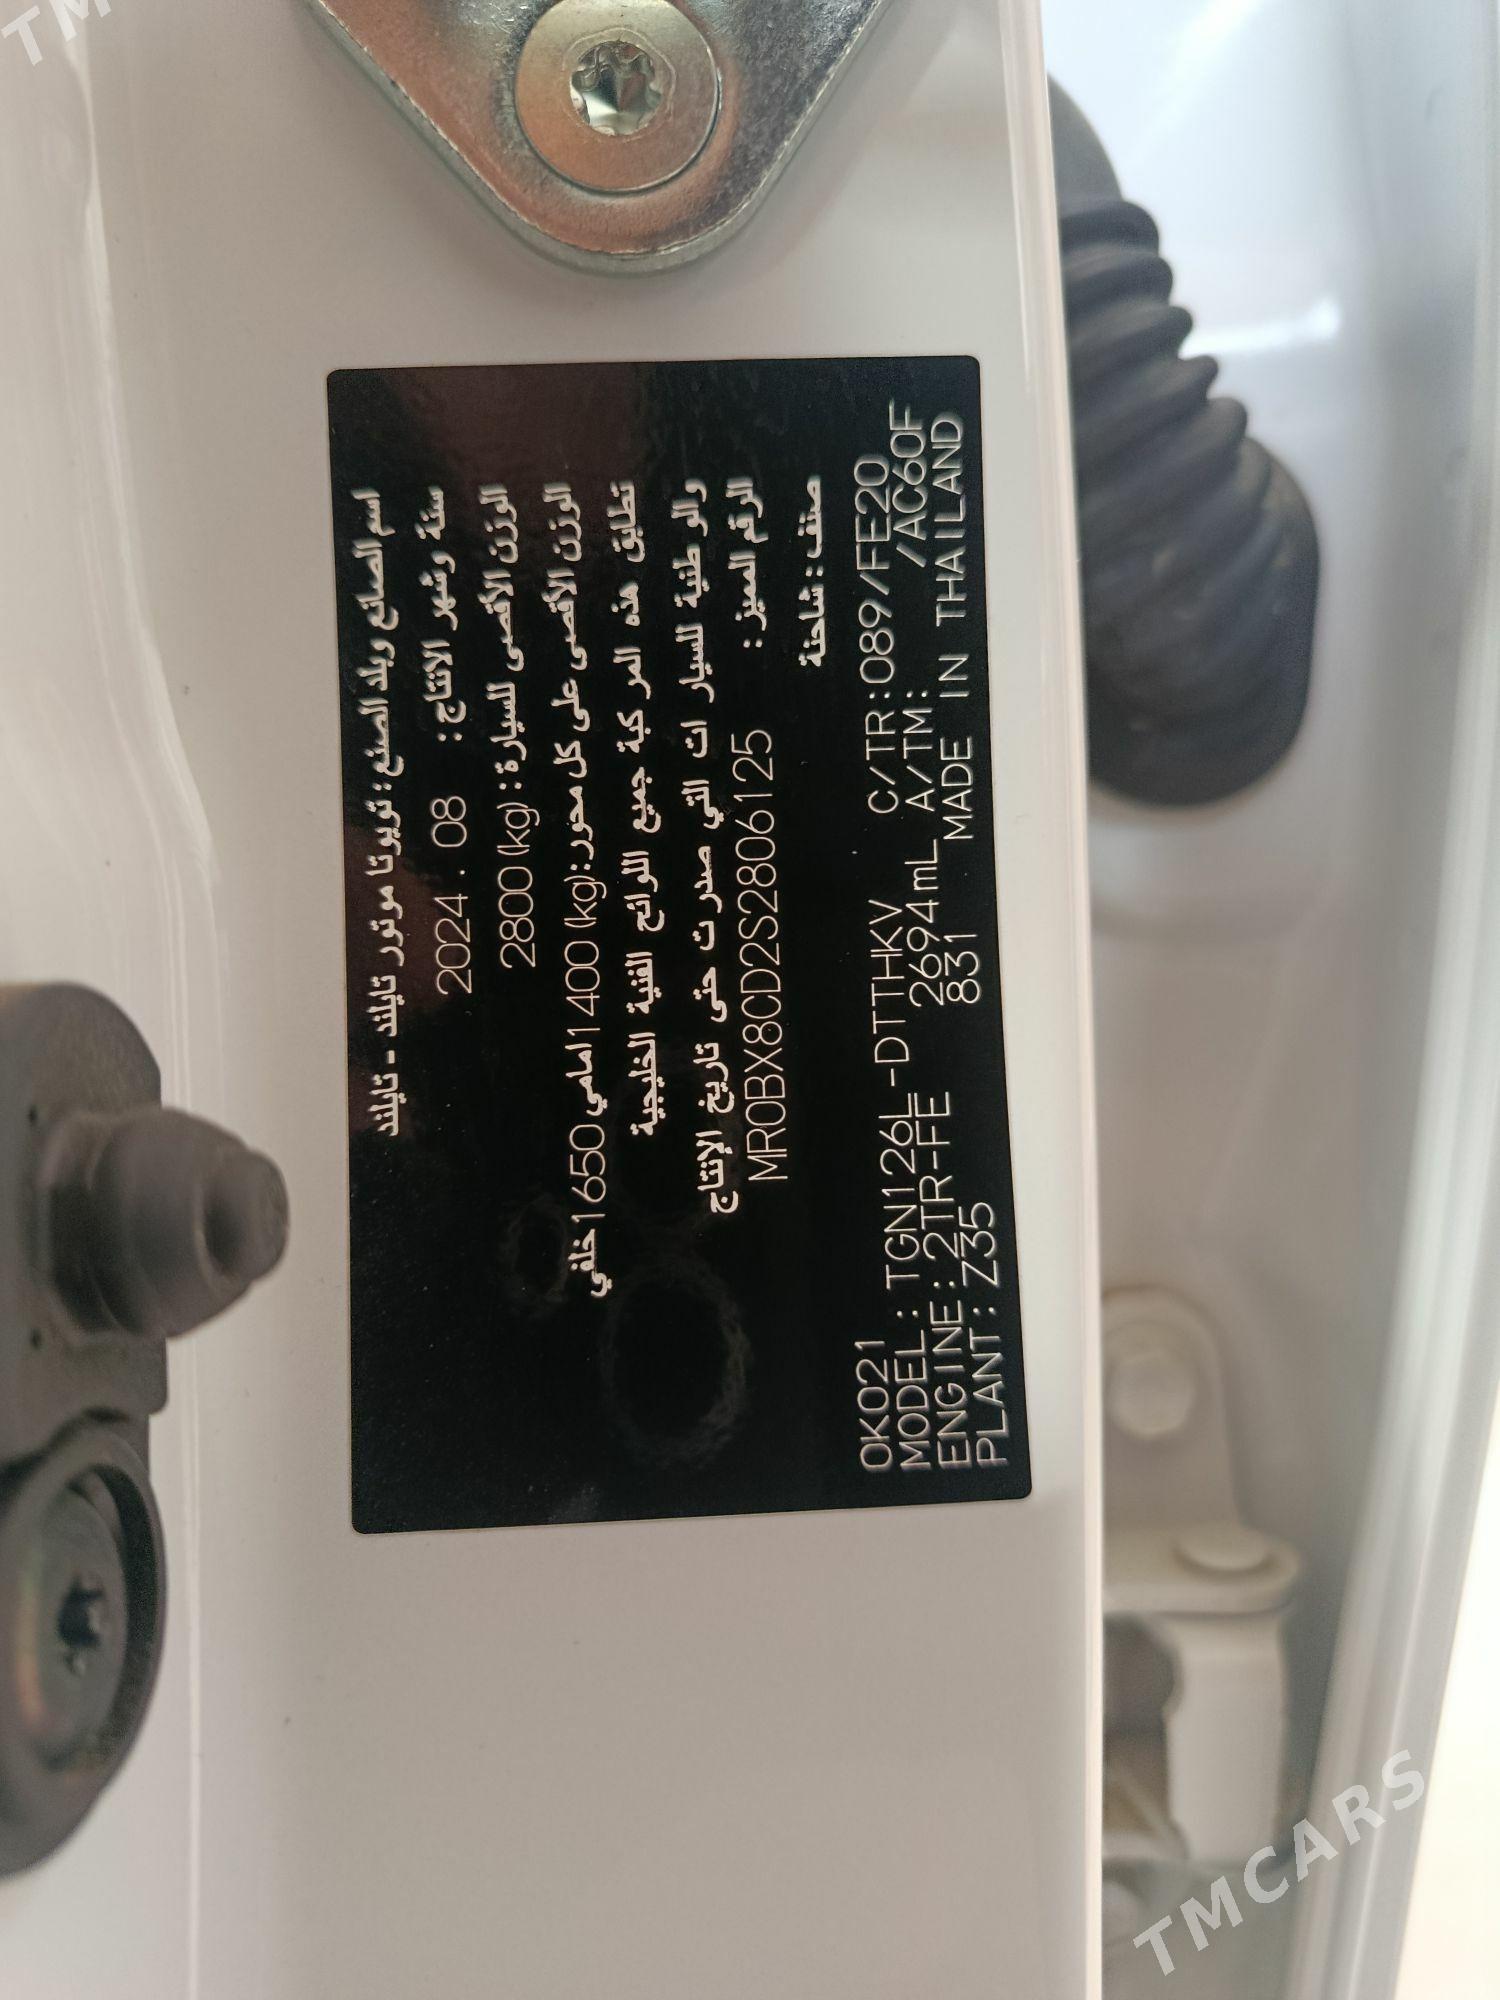 اسم الصانع وبلد الصنع: تويوتا موتور تايلند - تايلند
سنة وشهر الانتاج: 2024 . 08
الوزن الأقصى للسيارة: 2800 (kg)
الوزن الأقصى على كل محور: (kg) 1400 امامي 1650 خلفي
تطابق هذه المركبة جميع اللوائح الفنية الخليجية
والوطنية للسيارات التي صدرت حتى تاريخ الإنتاج
الرقم المميز: MR0BX8CD2S2806125
صنف: شاحنة
0K021 C/TR:089/FE20
MODEL:TGN126L-DTTHKV A/TM: /AC60F
ENGINE:2TR-FE 2694mL
PLANT:Z35 831 MADE IN THAILAND
TM
TMCARS